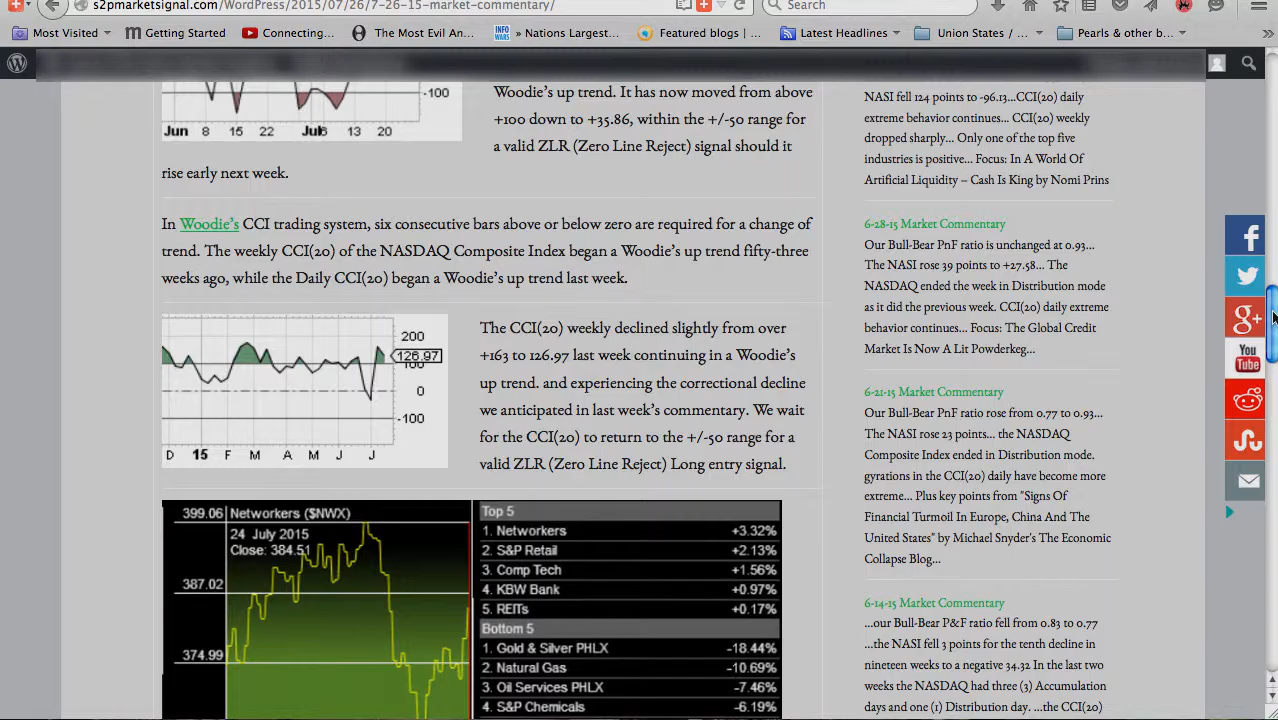 s2pmarketsignal.com/WordPress/2015/07/26/7-26-15-market-commentary/
Search
Most Visited
Getting Started
Connecting...
The Most Evil An...
INFO WARS » Nations Largest...
Featured blogs | ...
Latest Headlines
Union States / ...
Pearls & other b...
-100
Jun 8 15 22 Jul6 13 20
Woodie's up trend. It has now moved from above
+100 down to +35.86, within the +/-50 range for
a valid ZLR (Zero Line Reject) signal should it
rise early next week.
In Woodie's CCI trading system, six consecutive bars above or below zero are required for a change of
trend. The weekly CCI(20) of the NASDAQ Composite Index began a Woodie's up trend fifty-three
weeks ago, while the Daily CCI(20) began a Woodie's up trend last week.
200
126.97
100
0
-100
D 15 F M A M J J
The CCI(20) weekly declined slightly from over
+163 to 126.97 last week continuing in a Woodie's
up trend. and experiencing the correctional decline
we anticipated in last week's commentary. We wait
for the CCI(20) to return to the +/-50 range for a
valid ZLR (Zero Line Reject) Long entry signal.
399.06 Networkers ($NWX)
24 July 2015
Close: 384.51
387.02
374.99
Top 5
1. Networkers +3.32%
2. S&P Retail +2.13%
3. Comp Tech +1.56%
4. KBW Bank +0.97%
5. REITs +0.17%
Bottom 5
1. Gold & Silver PHLX -18.44%
2. Natural Gas -10.69%
3. Oil Services PHLX -7.46%
4. S&P Chemicals -6.19%
NASI fell 124 points to -96.13...CCI(20) daily
extreme behavior continues... CCI(20) weekly
dropped sharply... Only one of the top five
industries is positive... Focus: In A World Of
Artificial Liquidity – Cash Is King by Nomi Prins
6-28-15 Market Commentary
Our Bull-Bear PnF ratio is unchanged at 0.93...
The NASI rose 39 points to +27.58... The
NASDAQ ended the week in Distribution mode
as it did the previous week. CCI(20) daily extreme
behavior continues... Focus: The Global Credit
Market Is Now A Lit Powderkeg...
6-21-15 Market Commentary
Our Bull-Bear PnF ratio rose from 0.77 to 0.93...
The NASI rose 23 points... the NASDAQ
Composite Index ended in Distribution mode.
gyrations in the CCI(20) daily have become more
extreme... Plus key points from "Signs Of
Financial Turmoil In Europe, China And The
United States" by Michael Snyder's The Economic
Collapse Blog...
6-14-15 Market Commentary
...our Bull-Bear P&F ratio fell from 0.83 to 0.77
...the NASI fell 3 points for the tenth decline in
nineteen weeks to a negative 34.32 In the last two
weeks the NASDAQ had three (3) Accumulation
days and one (1) Distribution day. ...the CCI(20)
f
g+
You
Tube